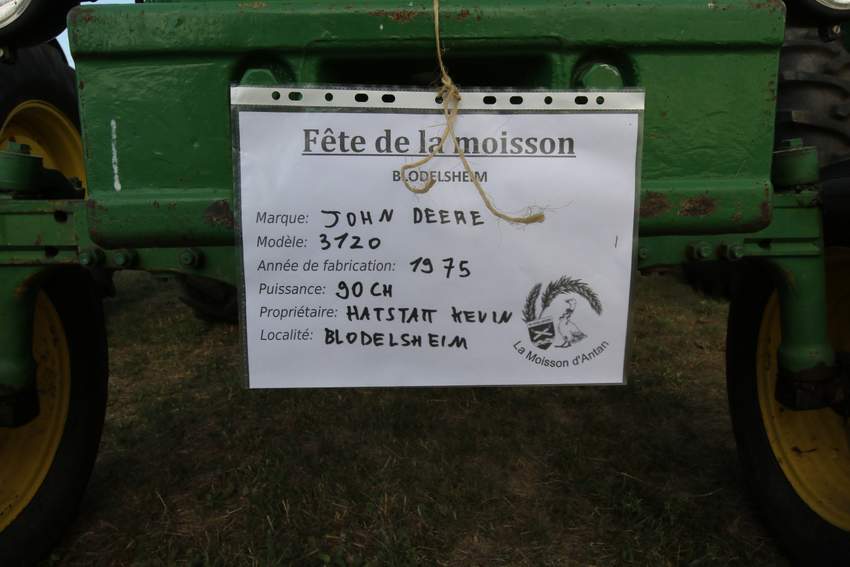 Fête de la moisson
BLODELSHEIM
Marque: JOHN DEERE
Modèle: 3120
Année de fabrication: 1975
Puissance: 90 CH
Propriétaire: HATSTATT KEVIN
Localité: BLODELSHEIM
La Moisson d'Antan